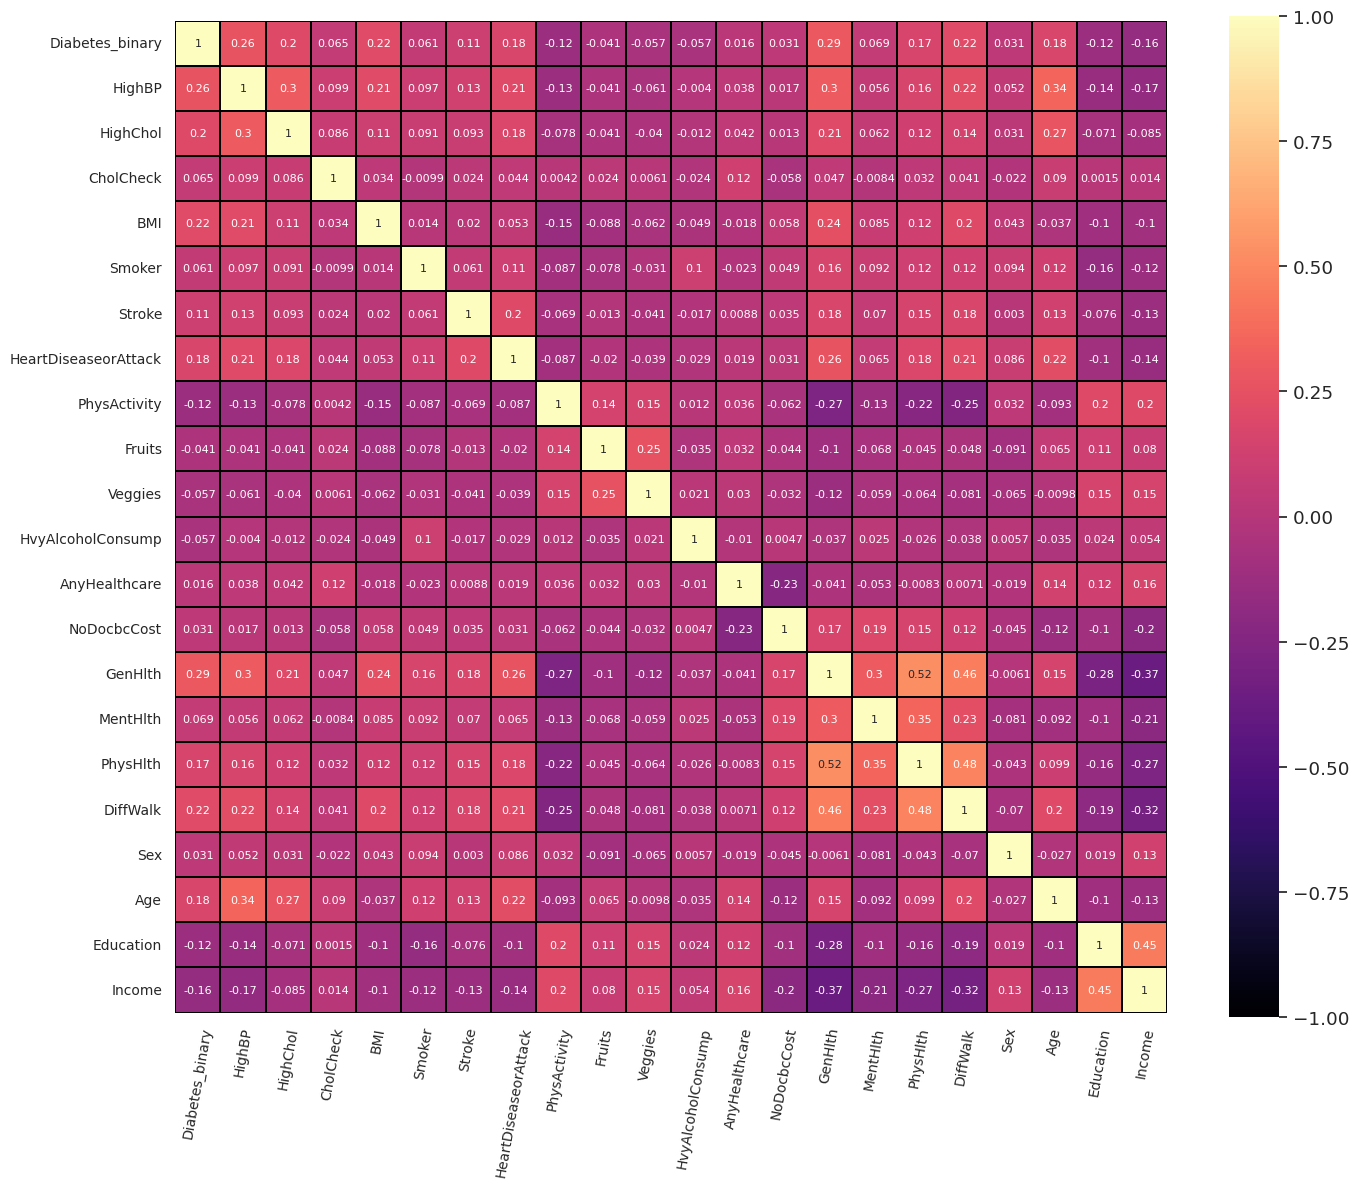 Diabetes_binary 1 0.26 0.2 0.065 0.22 0.061 0.11 0.18 -0.12 -0.041 -0.057 -0.057 0.016 0.031 0.29 0.069 0.17 0.22 0.031 0.18 -0.12 -0.16
HighBP 0.26 1 0.3 0.099 0.21 0.097 0.13 0.21 -0.13 -0.041 -0.061 -0.004 0.038 0.017 0.3 0.056 0.16 0.22 0.052 0.34 -0.14 -0.17
HighChol 0.2 0.3 1 0.086 0.11 0.091 0.093 0.18 -0.078 -0.041 -0.04 -0.012 0.042 0.013 0.21 0.062 0.12 0.14 0.031 0.27 -0.071 -0.085
CholCheck 0.065 0.099 0.086 1 0.034 -0.0099 0.024 0.044 0.0042 0.024 0.0061 -0.024 0.12 -0.058 0.047 -0.0084 0.032 0.041 -0.022 0.09 0.0015 0.014
BMI 0.22 0.21 0.11 0.034 1 0.014 0.02 0.053 -0.15 -0.088 -0.062 -0.049 -0.018 0.058 0.24 0.085 0.12 0.2 0.043 -0.037 -0.1 -0.1
Smoker 0.061 0.097 0.091 -0.0099 0.014 1 0.061 0.11 -0.087 -0.078 -0.031 0.1 -0.023 0.049 0.16 0.092 0.12 0.12 0.094 0.12 -0.16 -0.12
Stroke 0.11 0.13 0.093 0.024 0.02 0.061 1 0.2 -0.069 -0.013 -0.041 -0.017 0.0088 0.035 0.18 0.07 0.15 0.18 0.003 0.13 -0.076 -0.13
HeartDiseaseorAttack 0.18 0.21 0.18 0.044 0.053 0.11 0.2 1 -0.087 -0.02 -0.039 -0.029 0.019 0.031 0.26 0.065 0.18 0.21 0.086 0.22 -0.1 -0.14
PhysActivity -0.12 -0.13 -0.078 0.0042 -0.15 -0.087 -0.069 -0.087 1 0.14 0.15 0.012 0.036 -0.062 -0.27 -0.13 -0.22 -0.25 0.032 -0.093 0.2 0.2
Fruits -0.041 -0.041 -0.041 0.024 -0.088 -0.078 -0.013 -0.02 0.14 1 0.25 -0.035 0.032 -0.044 -0.1 -0.068 -0.045 -0.048 -0.091 0.065 0.11 0.08
Veggies -0.057 -0.061 -0.04 0.0061 -0.062 -0.031 -0.041 -0.039 0.15 0.25 1 0.021 0.03 -0.032 -0.12 -0.059 -0.064 -0.081 -0.065 -0.0098 0.15 0.15
HvyAlcoholConsump -0.057 -0.004 -0.012 -0.024 -0.049 0.1 -0.017 -0.029 0.012 -0.035 0.021 1 -0.01 0.0047 -0.037 0.025 -0.026 -0.038 0.0057 -0.035 0.024 0.054
AnyHealthcare 0.016 0.038 0.042 0.12 -0.018 -0.023 0.0088 0.019 0.036 0.032 0.03 -0.01 1 -0.23 -0.041 -0.053 -0.0083 0.0071 -0.019 0.14 0.12 0.16
NoDocbcCost 0.031 0.017 0.013 -0.058 0.058 0.049 0.035 0.031 -0.062 -0.044 -0.032 0.0047 -0.23 1 0.17 0.19 0.15 0.12 -0.045 -0.12 -0.1 -0.2
GenHlth 0.29 0.3 0.21 0.047 0.24 0.16 0.18 0.26 -0.27 -0.1 -0.12 -0.037 -0.041 0.17 1 0.3 0.52 0.46 -0.0061 0.15 -0.28 -0.37
MentHlth 0.069 0.056 0.062 -0.0084 0.085 0.092 0.07 0.065 -0.13 -0.068 -0.059 0.025 -0.053 0.19 0.3 1 0.35 0.23 -0.081 -0.092 -0.1 -0.21
PhysHlth 0.17 0.16 0.12 0.032 0.12 0.12 0.15 0.18 -0.22 -0.045 -0.064 -0.026 -0.0083 0.15 0.52 0.35 1 0.48 -0.043 0.099 -0.16 -0.27
DiffWalk 0.22 0.22 0.14 0.041 0.2 0.12 0.18 0.21 -0.25 -0.048 -0.081 -0.038 0.0071 0.12 0.46 0.23 0.48 1 -0.07 0.2 -0.19 -0.32
Sex 0.031 0.052 0.031 -0.022 0.043 0.094 0.003 0.086 0.032 -0.091 -0.065 0.0057 -0.019 -0.045 -0.0061 -0.081 -0.043 -0.07 1 -0.027 0.019 0.13
Age 0.18 0.34 0.27 0.09 -0.037 0.12 0.13 0.22 -0.093 0.065 -0.0098 -0.035 0.14 -0.12 0.15 -0.092 0.099 0.2 -0.027 1 -0.1 -0.13
Education -0.12 -0.14 -0.071 0.0015 -0.1 -0.16 -0.076 -0.1 0.2 0.11 0.15 0.024 0.12 -0.1 -0.28 -0.1 -0.16 -0.19 0.019 -0.1 1 0.45
Income -0.16 -0.17 -0.085 0.014 -0.1 -0.12 -0.13 -0.14 0.2 0.08 0.15 0.054 0.16 -0.2 -0.37 -0.21 -0.27 -0.32 0.13 -0.13 0.45 1
Diabetes_binary HighBP HighChol CholCheck BMI Smoker Stroke HeartDiseaseorAttack PhysActivity Fruits Veggies HvyAlcoholConsump AnyHealthcare NoDocbcCost GenHlth MentHlth PhysHlth DiffWalk Sex Age Education Income
1.00
0.75
0.50
0.25
0.00
−0.25
−0.50
−0.75
−1.00